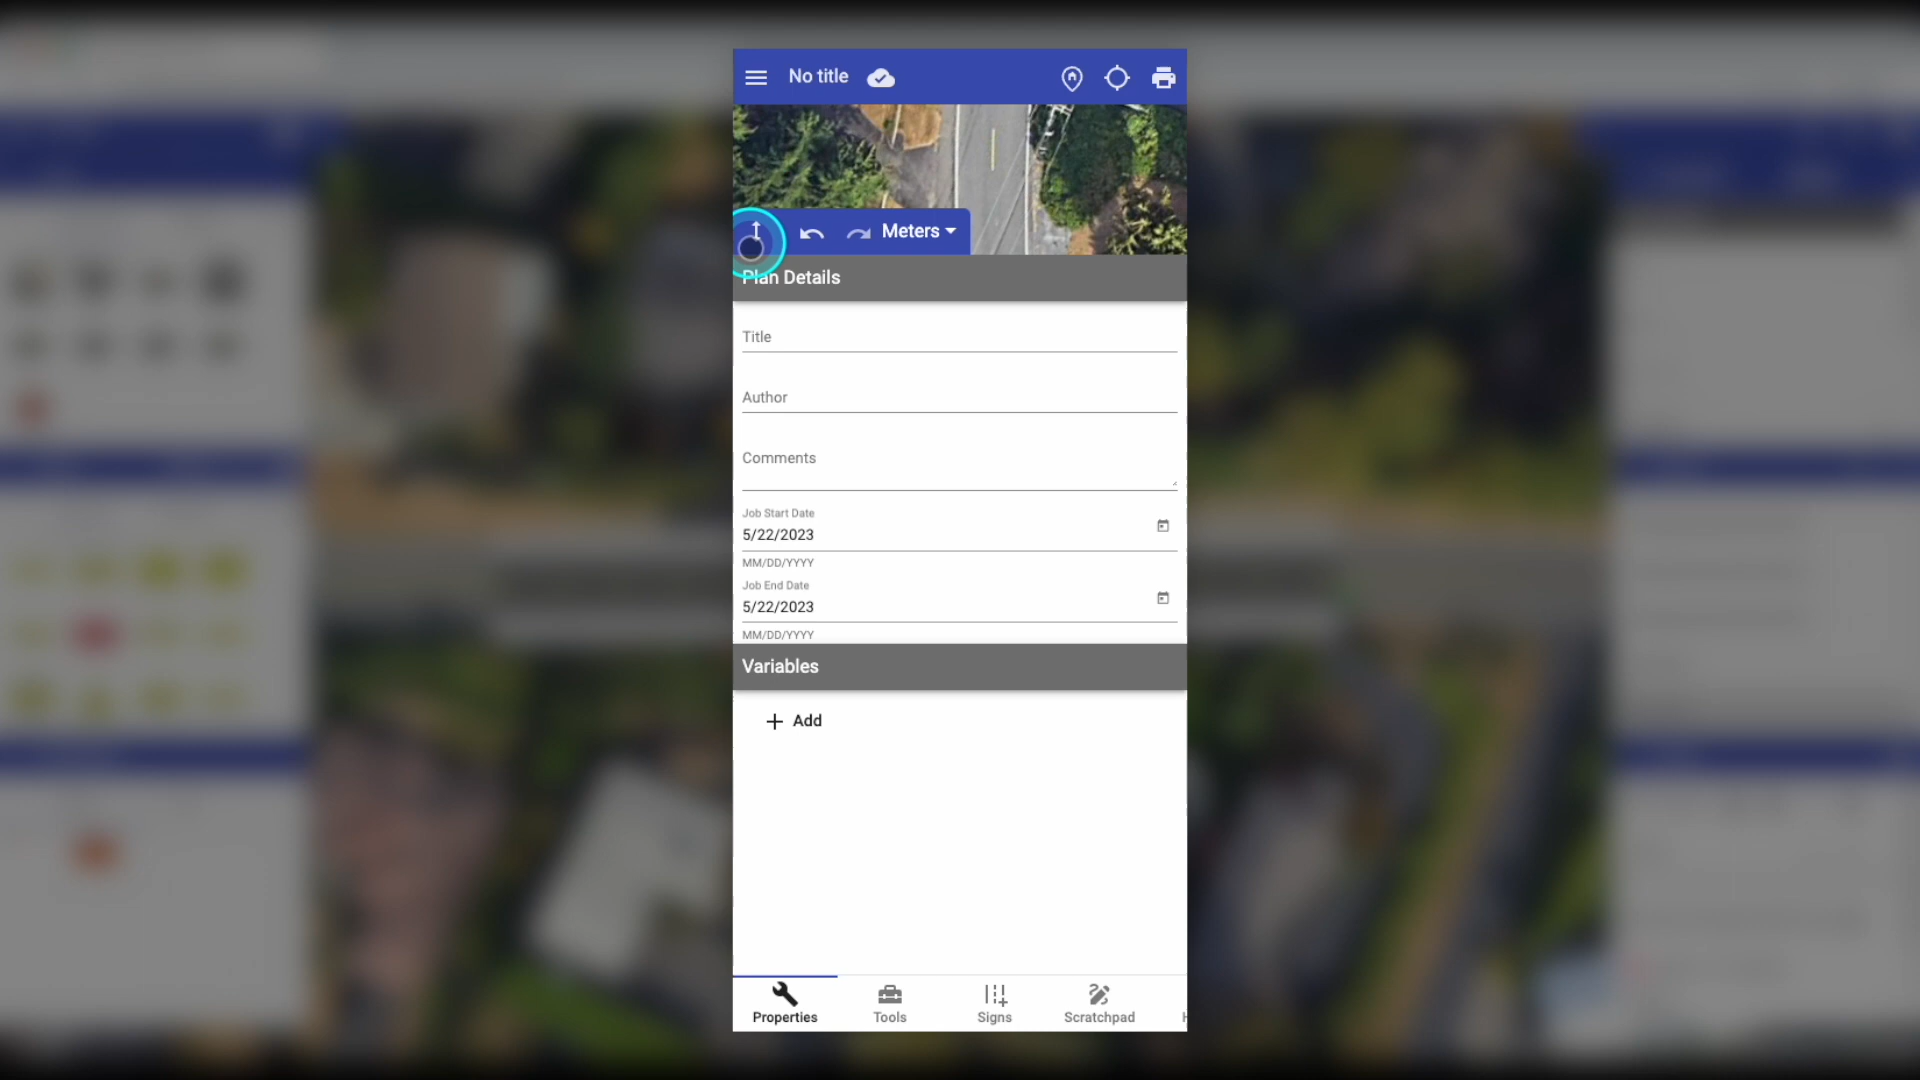 No title
Meters
Plan Details
Title
Author
Comments
Job Start Date
5/22/2023
MM/DD/YYYY
Job End Date
5/22/2023
MM/DD/YYYY
Variables
Add
Properties
Tools
Signs
Scratchpad